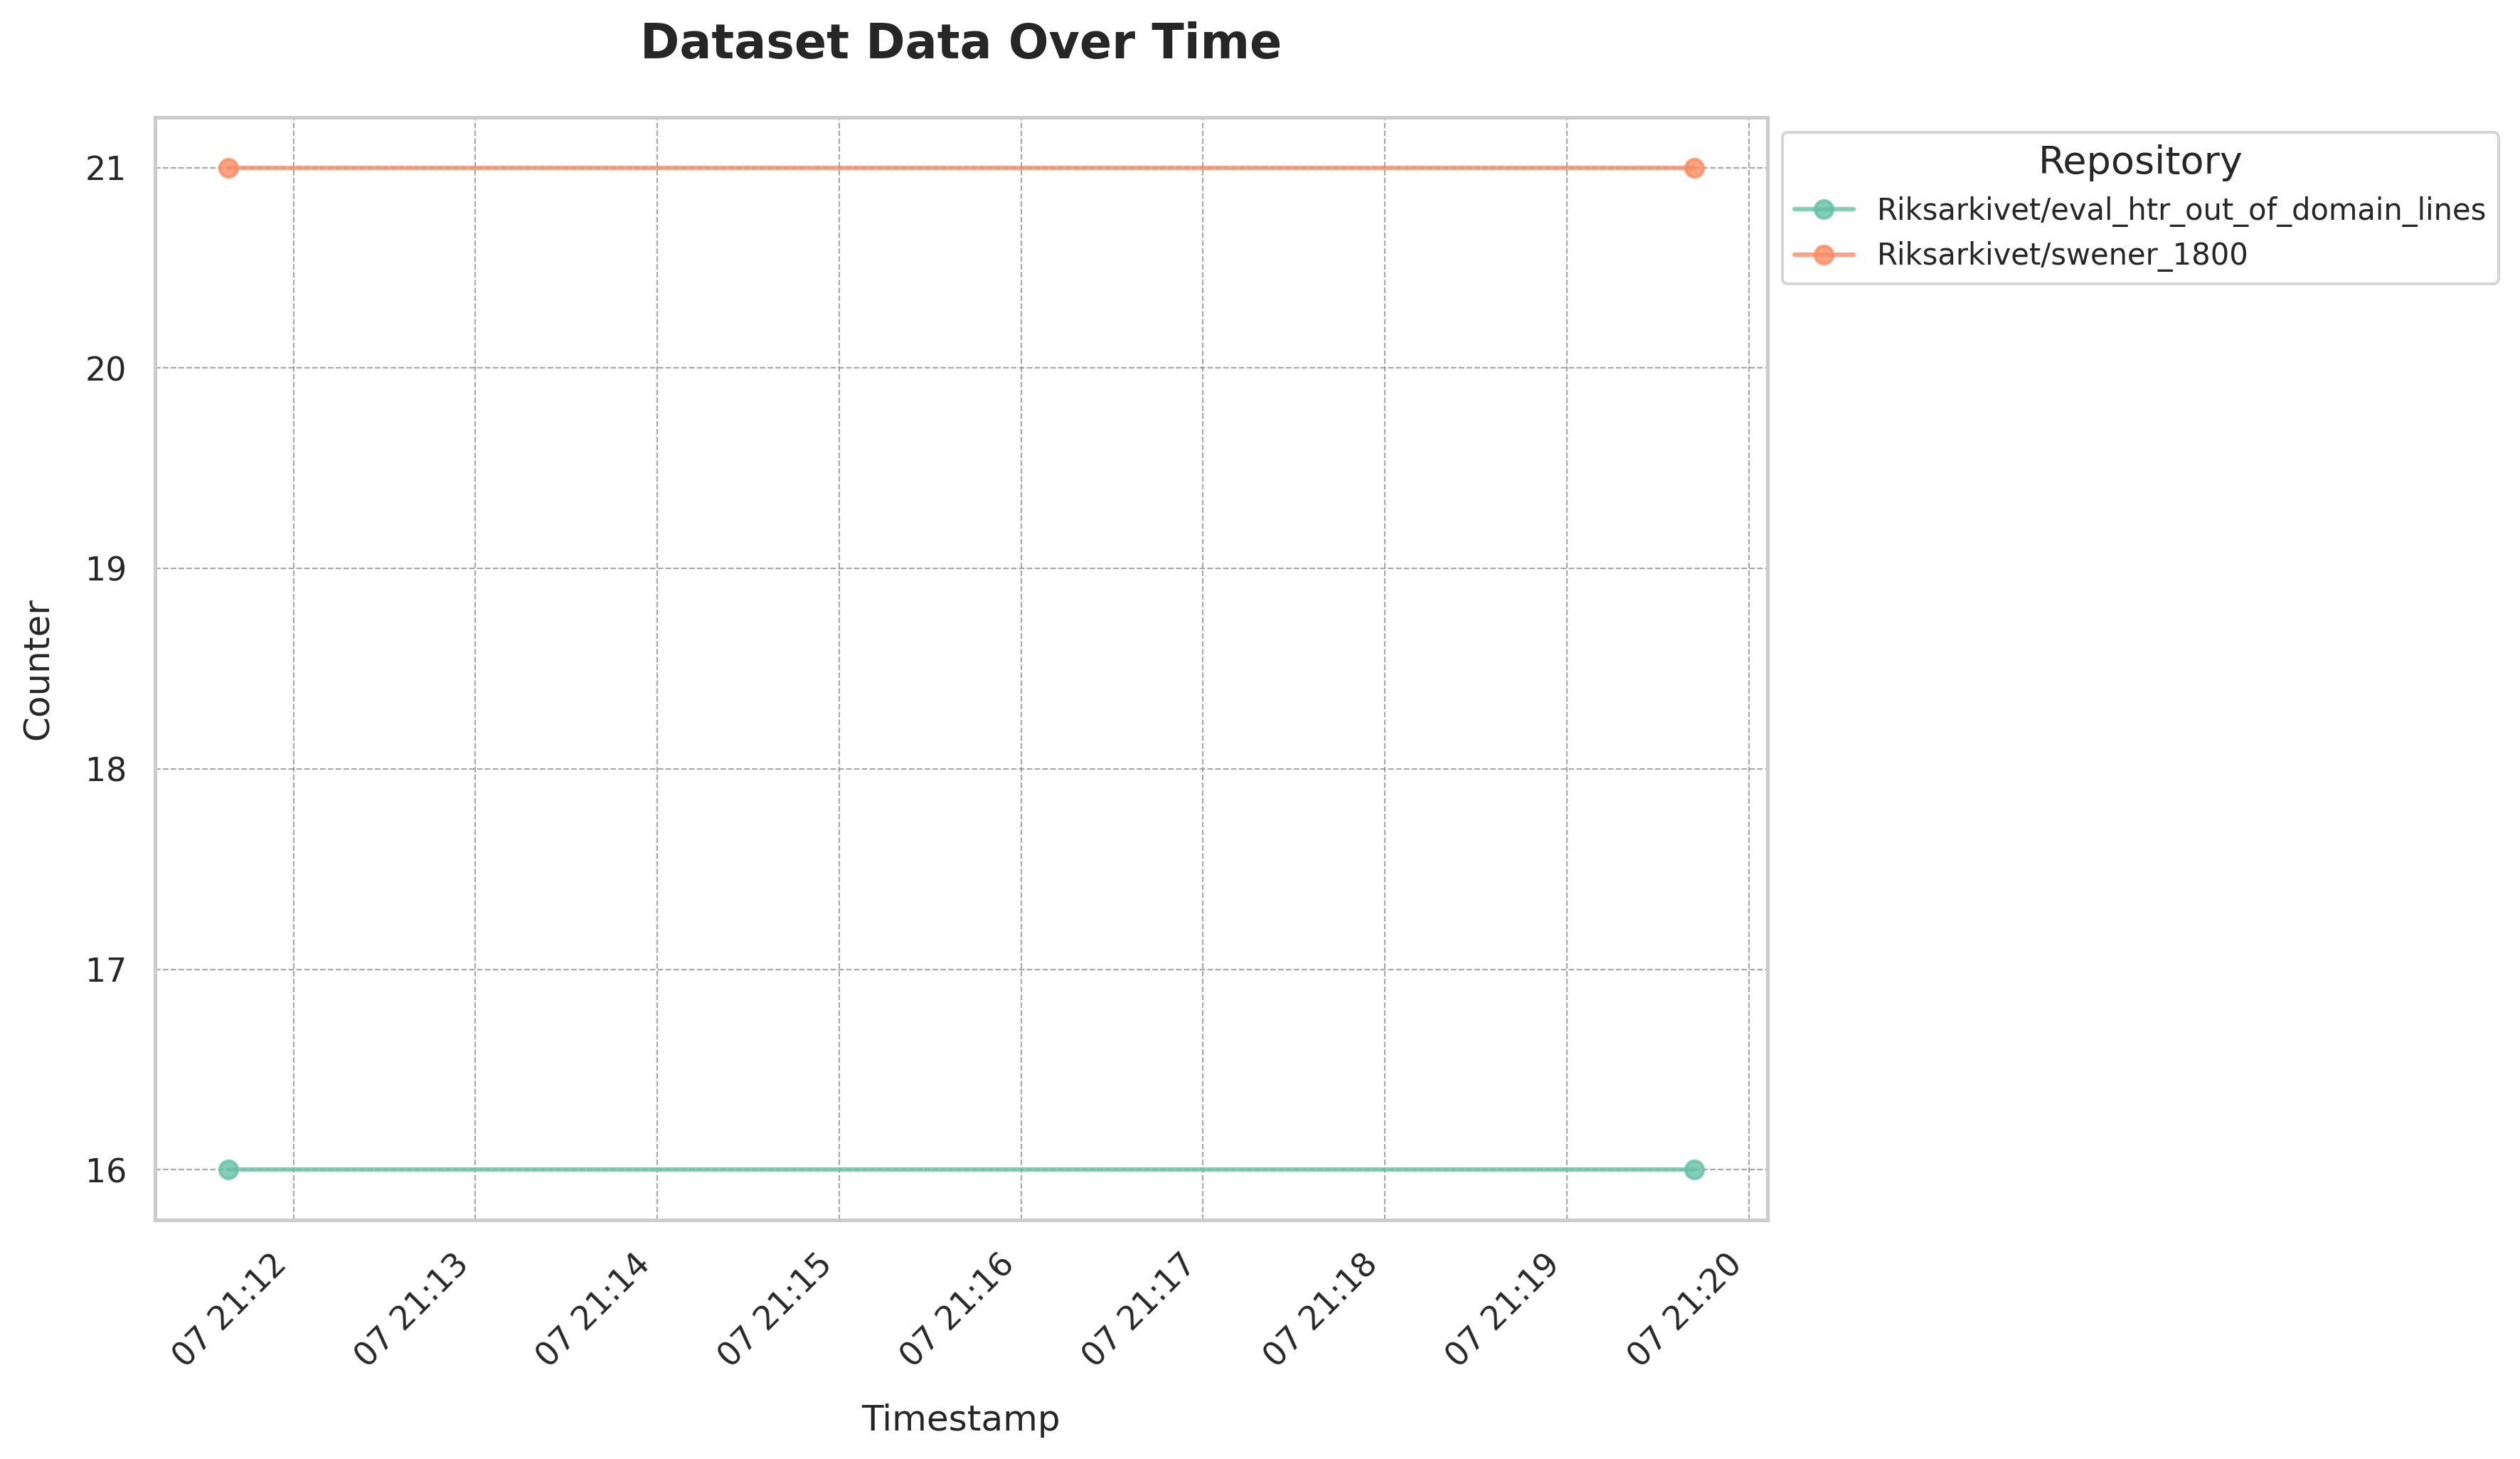 Dataset Data Over Time
Repository
Riksarkivet/eval_htr_out_of_domain_lines
Riksarkivet/swener_1800
Counter
21
20
19
18
17
16
07 21:12
07 21:13
07 21:14
07 21:15
07 21:16
07 21:17
07 21:18
07 21:19
07 21:20
Timestamp